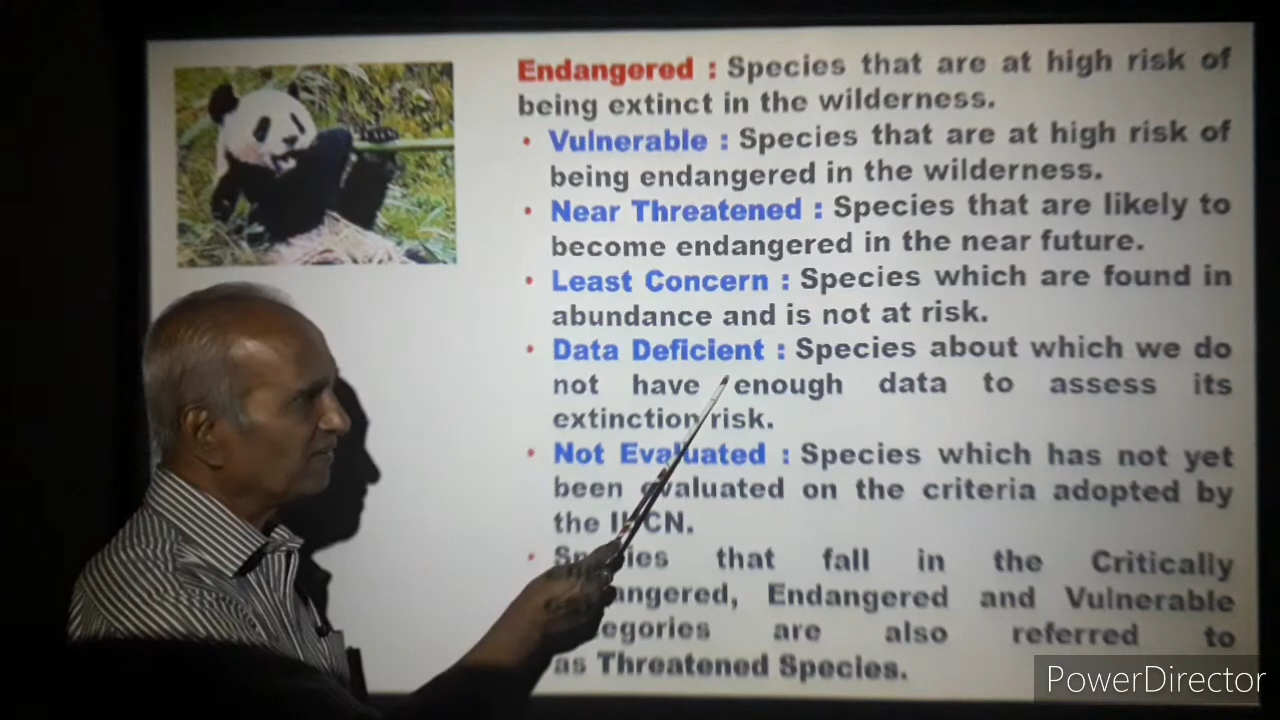 Endangered : Species that are at high risk of
being extinct in the wilderness.
• Vulnerable : Species that are at high risk of
being endangered in the wilderness.
• Near Threatened : Species that are likely to
become endangered in the near future.
• Least Concern : Species which are found in
abundance and is not at risk.
• Data Deficient : Species about which we do
not have enough data to assess its
extinction risk.
• Not Evaluated : Species which has not yet
been evaluated on the criteria adopted by
the IUCN.
• Species that fall in the Critically
angered, Endangered and Vulnerable
egories are also referred to
as Threatened Species.
PowerDirector